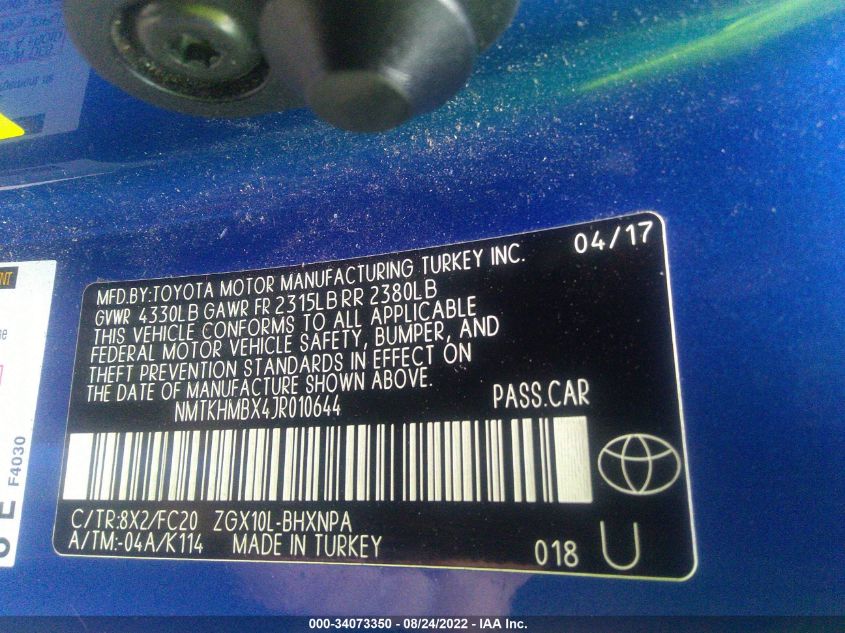 04/17
MFD.BY:TOYOTA MOTOR MANUFACTURING TURKEY INC.
GVWR 4330LB GAWR FR 2315LB RR 2380LB
THIS VEHICLE CONFORMS TO ALL APPLICABLE
FEDERAL MOTOR VEHICLE SAFETY, BUMPER, AND
THEFT PREVENTION STANDARDS IN EFFECT ON
THE DATE OF MANUFACTURE SHOWN ABOVE.
NMTKHMBX4JR010644 PASS.CAR
C/TR:8X2/FC20 ZGX10L-BHXNPA
A/TM:-04A/K114 MADE IN TURKEY 018 U
F4030
000-34073350 - 08/24/2022 - IAA Inc.